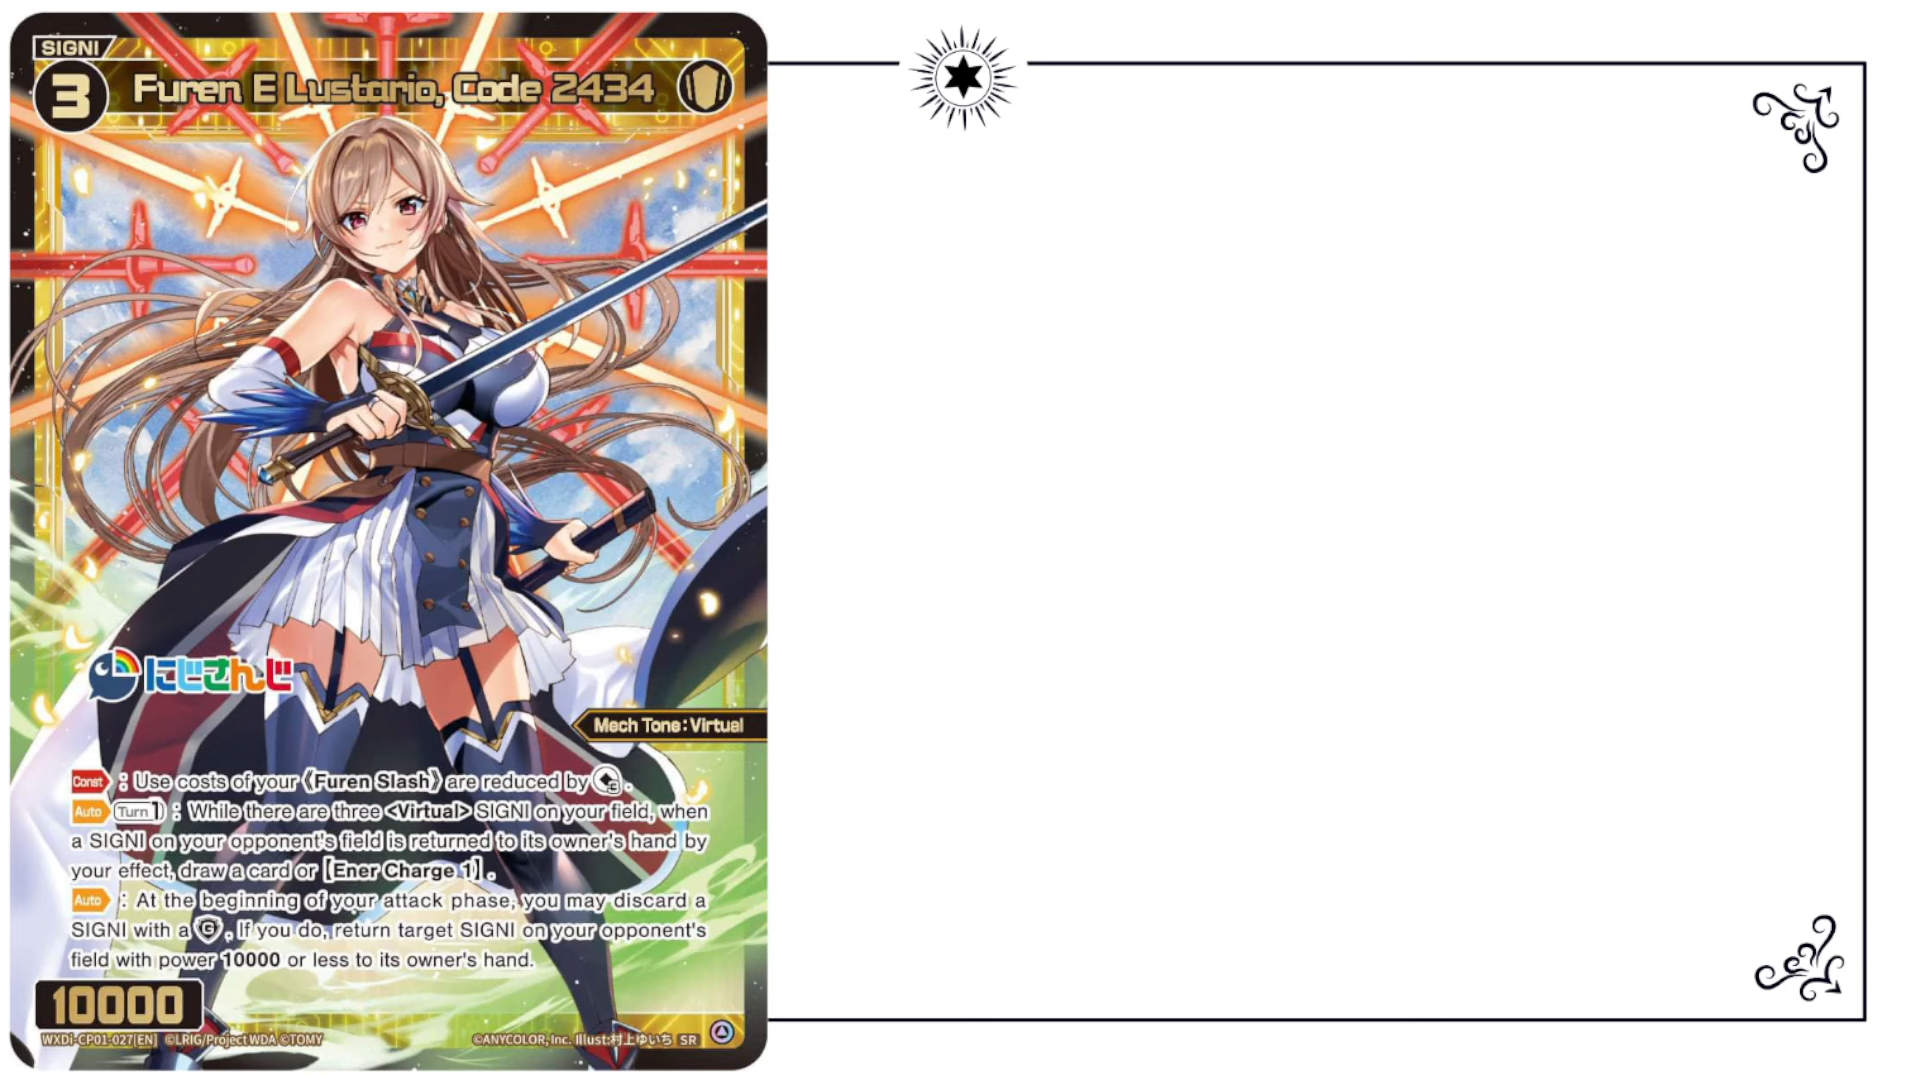 SIGNI
3
Furen E Lustario, Code 2434
にじさんじ
Mech Tone:Virtual
Const : Use costs of your 《Furen Slash》 are reduced by E .
Auto Turn 1 : While there are three <Virtual> SIGNI on your field, when
a SIGNI on your opponent's field is returned to its owner's hand by
your effect, draw a card or [Ener Charge 1] .
Auto : At the beginning of your attack phase, you may discard a
SIGNI with a G . If you do, return target SIGNI on your opponent's
field with power 10000 or less to its owner's hand.
10000
WXDi-CP01-027[EN] ©LRIG/Project WDA ©TOMY
©ANYCOLOR, Inc. Illust:村上ゆいち SR